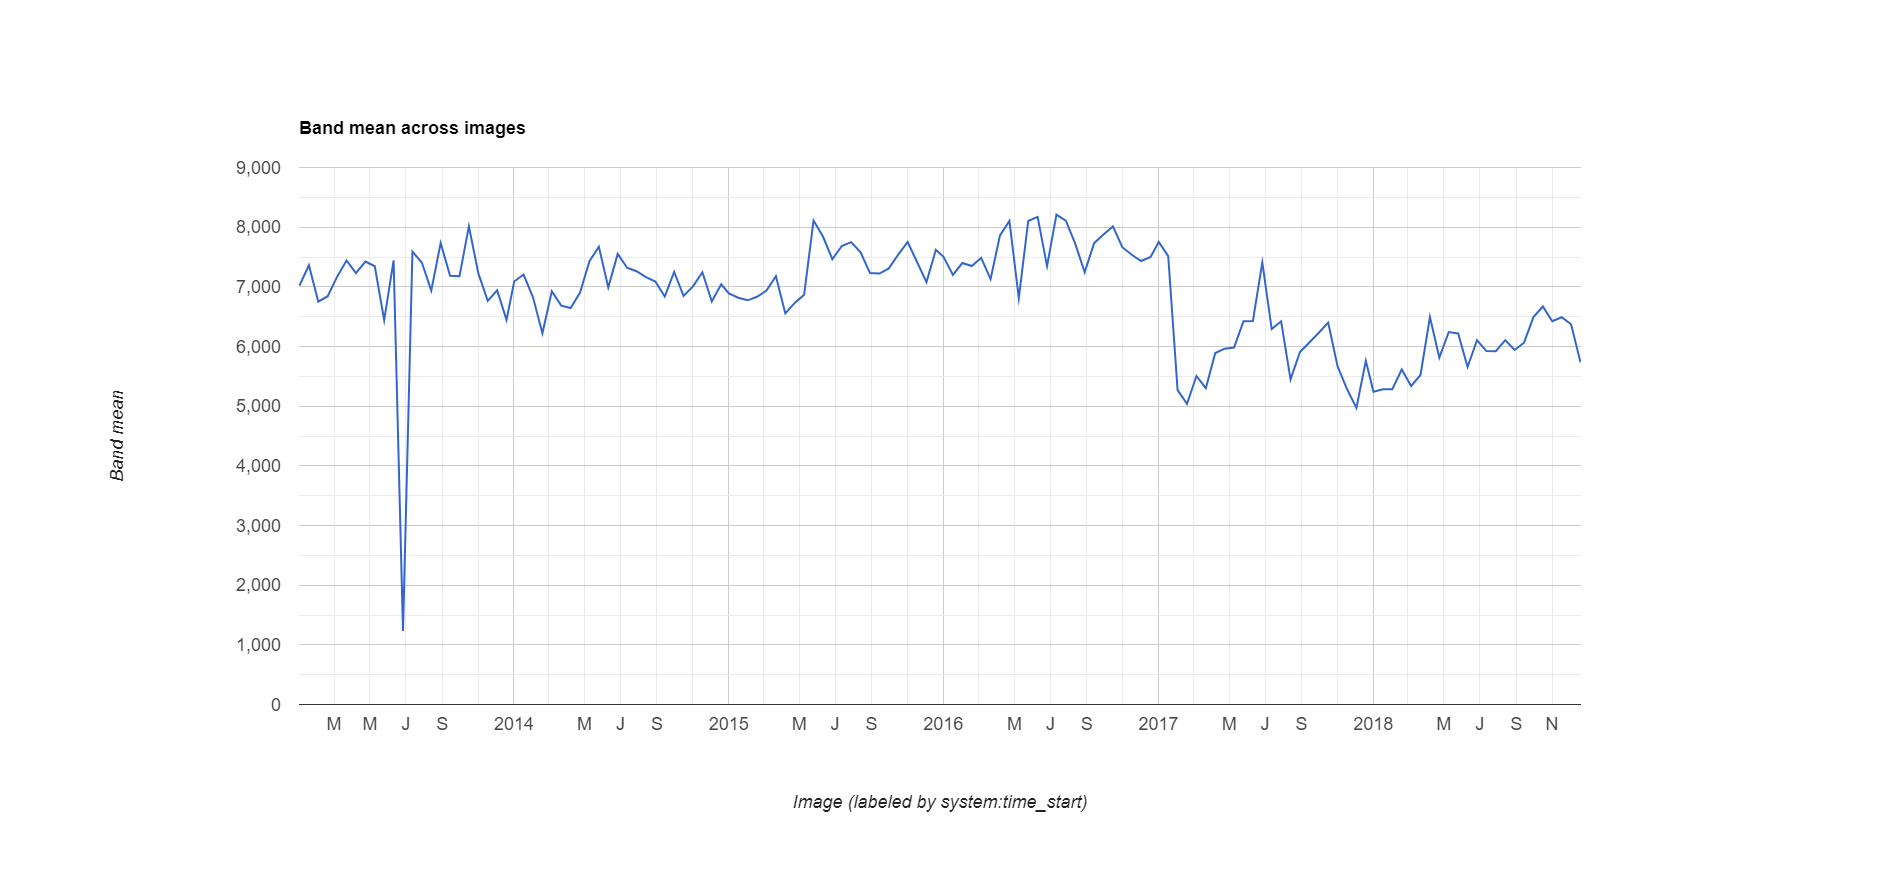 Band mean across images
9,000
8,000
7,000
6,000
5,000
4,000
3,000
2,000
1,000
0
Band mean
M M J S 2014 M J S 2015 M J S 2016 M J S 2017 M J S 2018 M J S N
Image (labeled by system:time_start)